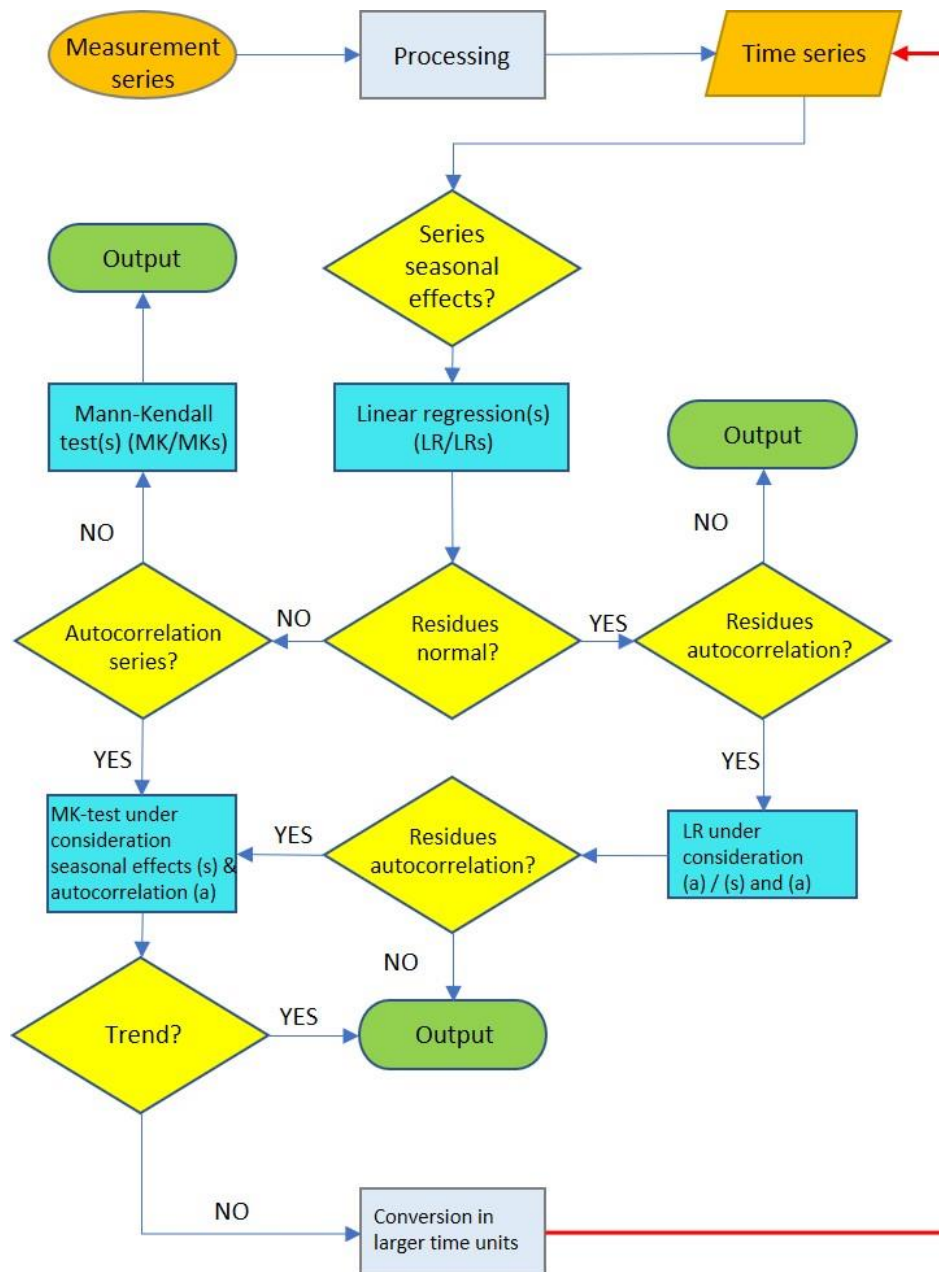 Measurement
series
Processing
Time series
Series
seasonal
effects?
Output
Mann-Kendall
test(s) (MK/MKs)
Linear regression(s)
(LR/LRs)
Output
NO
NO
Autocorrelation
series?
NO
Residues
normal?
YES
Residues
autocorrelation?
YES
YES
MK-test under
consideration
seasonal effects (s) &
autocorrelation (a)
YES
Residues
autocorrelation?
LR under
consideration
(a) / (s) and (a)
NO
Trend?
YES
Output
NO
Conversion in
larger time units